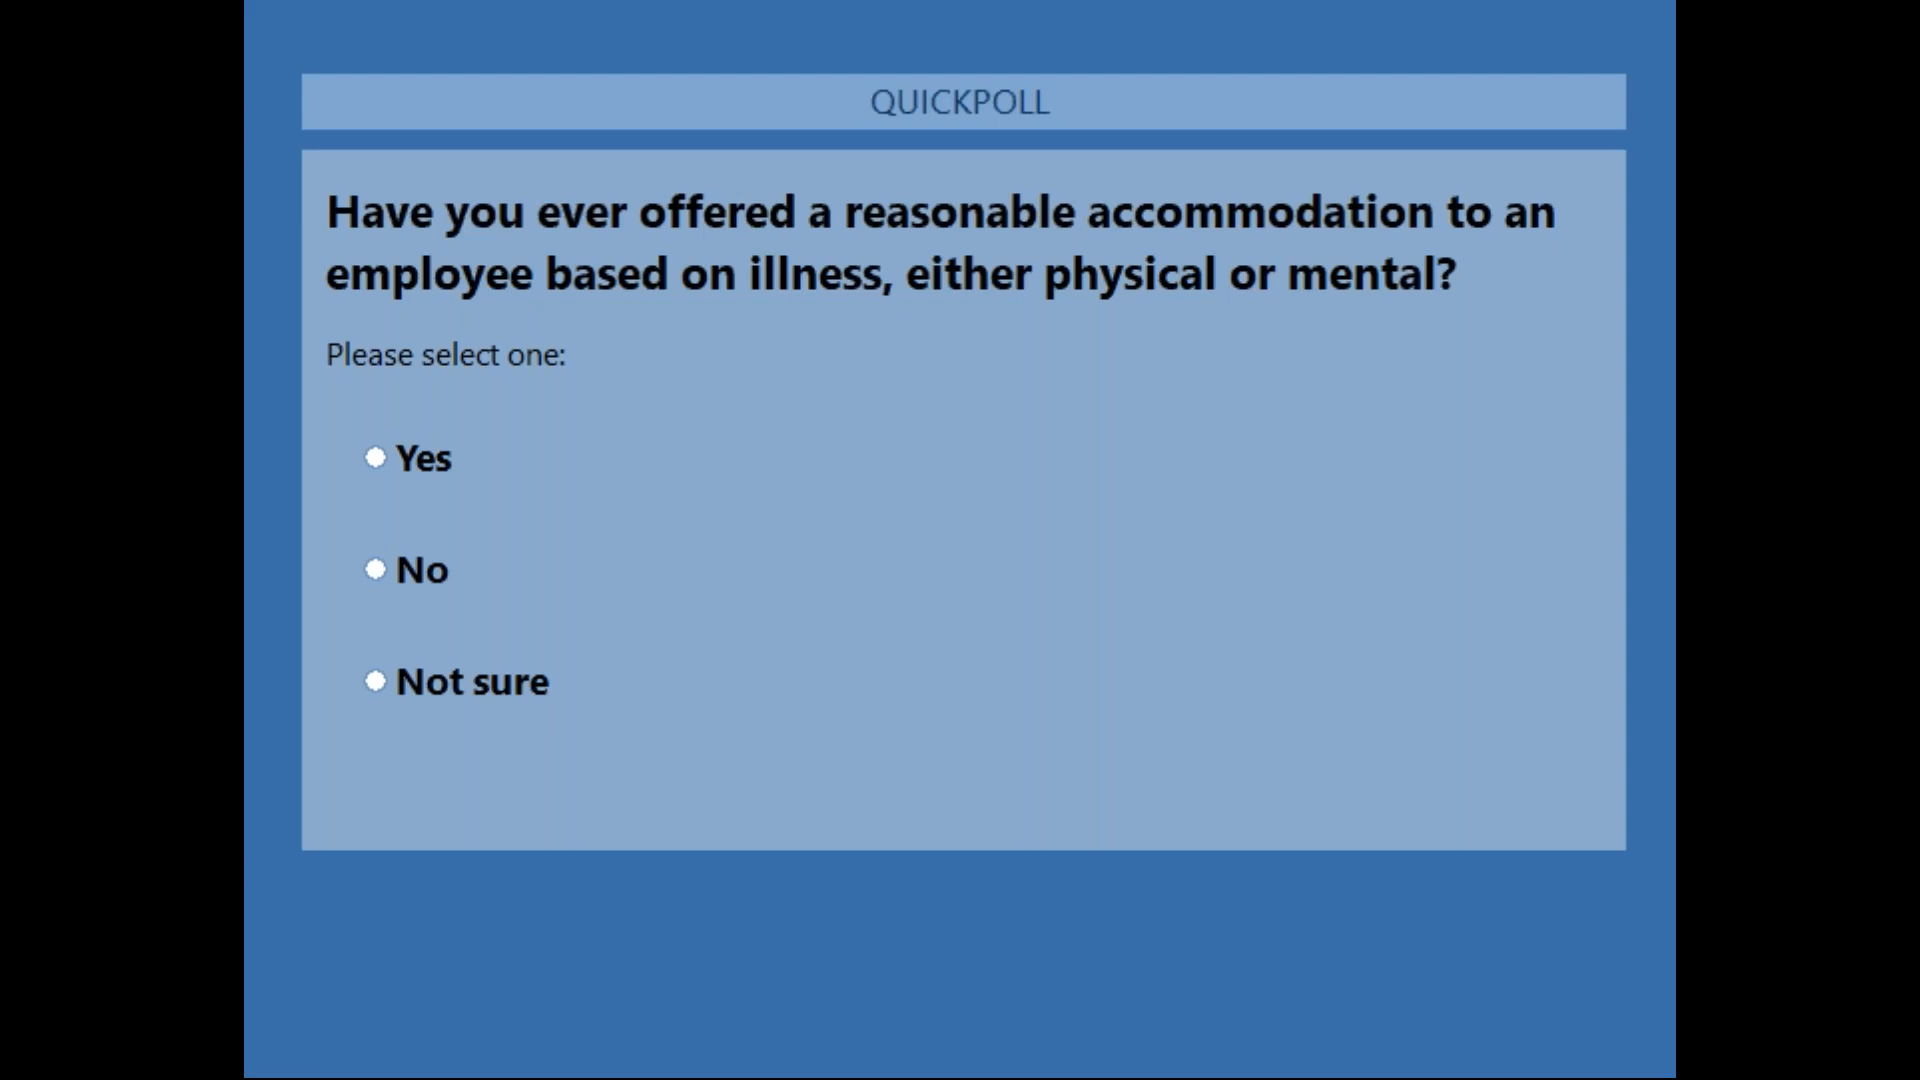 QUICKPOLL
Have you ever offered a reasonable accommodation to an
employee based on illness, either physical or mental?
Please select one:
Yes
No
Not sure